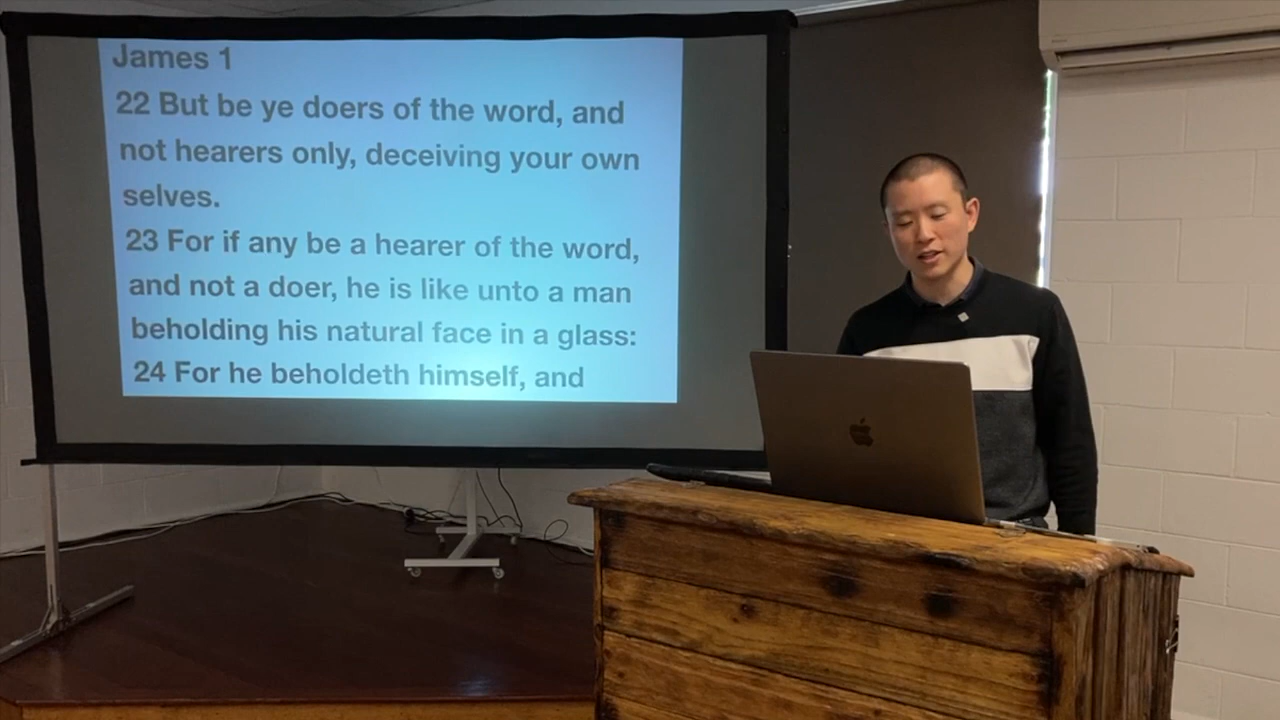 James 1
22 But be ye doers of the word, and
not hearers only, deceiving your own
selves.
23 For if any be a hearer of the word,
and not a doer, he is like unto a man
beholding his natural face in a glass:
24 For he beholdeth himself, and